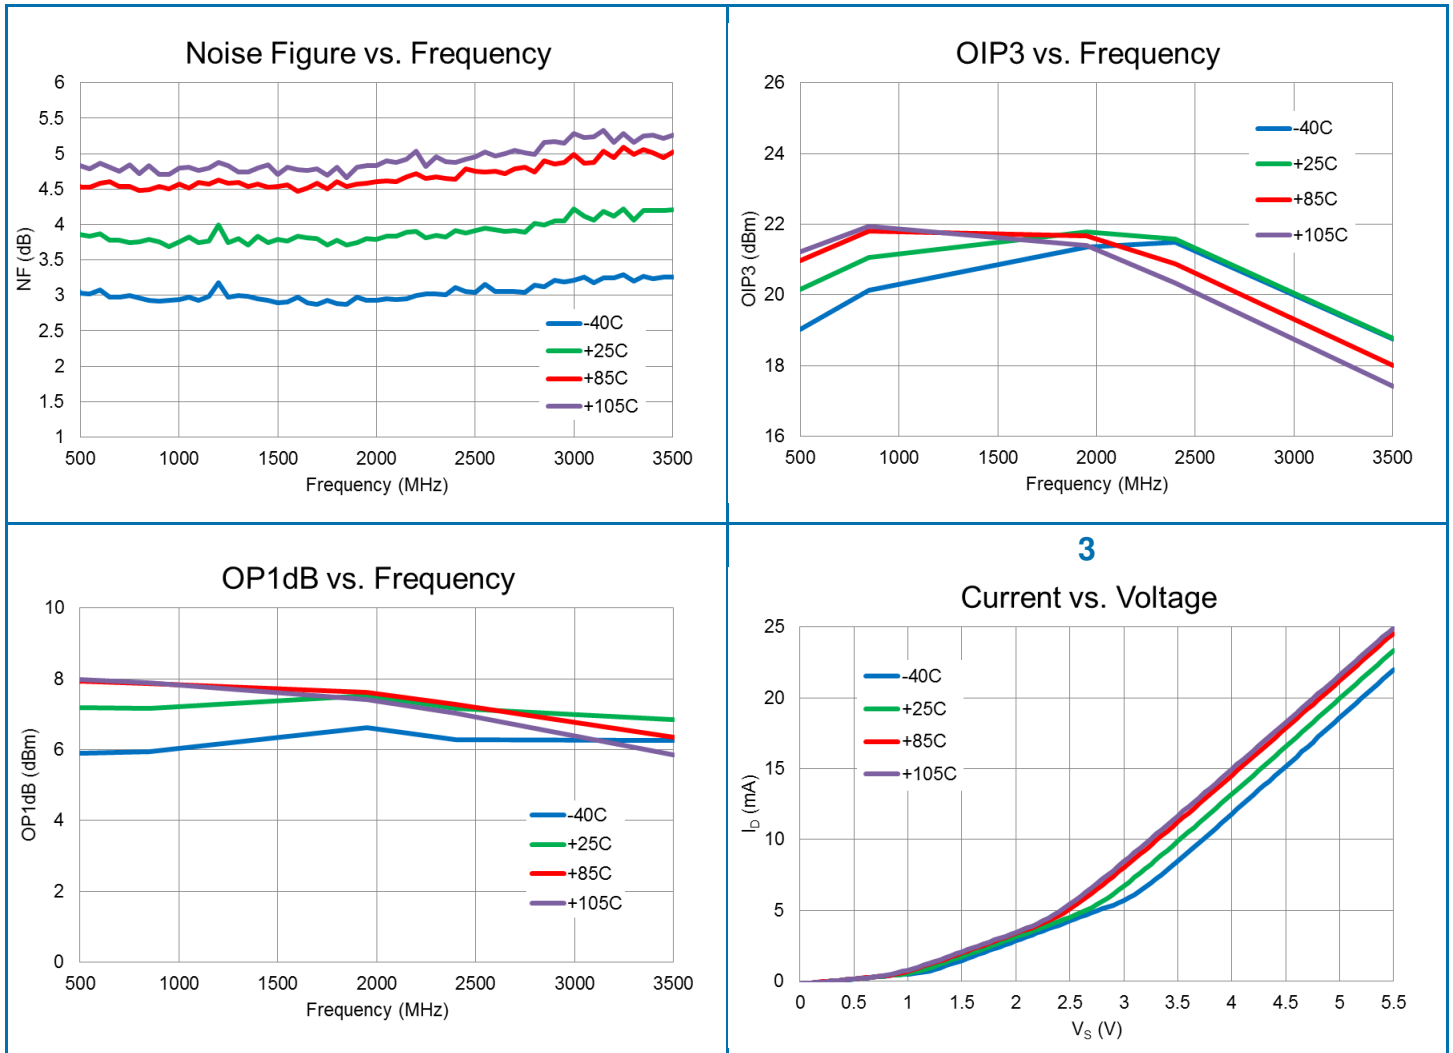 Noise Figure vs. Frequency
6
5.5
5
4.5
4
3.5
3
2.5
2
1.5
1
NF (dB)
-40C
+25C
+85C
+105C
500 1000 1500 2000 2500 3000 3500
Frequency (MHz)
OIP3 vs. Frequency
26
24
22
20
18
16
OIP3 (dBm)
-40C
+25C
+85C
+105C
500 1000 1500 2000 2500 3000 3500
Frequency (MHz)
OP1dB vs. Frequency
10
8
6
4
2
0
OP1dB (dBm)
-40C
+25C
+85C
+105C
500 1000 1500 2000 2500 3000 3500
Frequency (MHz)
3
Current vs. Voltage
25
20
15
10
5
0
I_D (mA)
-40C
+25C
+85C
+105C
0 0.5 1 1.5 2 2.5 3 3.5 4 4.5 5 5.5
V_S (V)